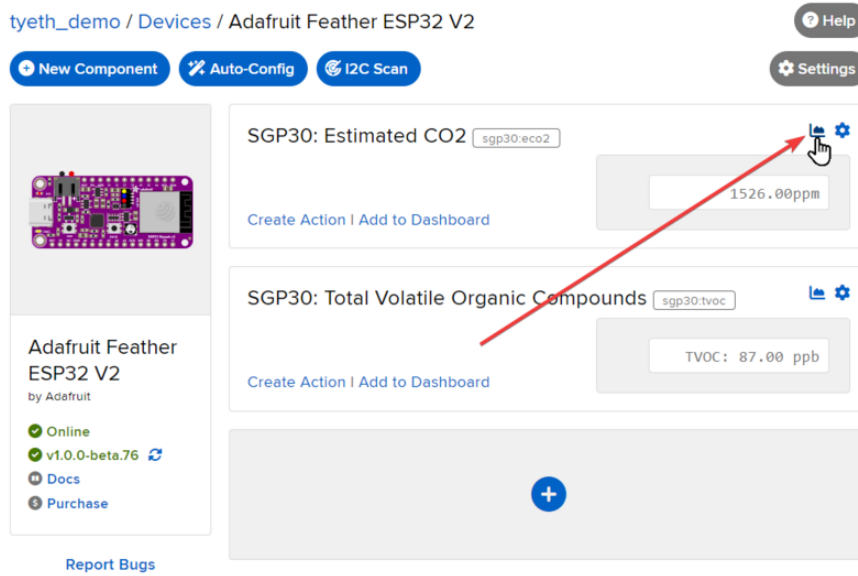 tyeth_demo / Devices / Adafruit Feather ESP32 V2
Help
New Component
Auto-Config
I2C Scan
Settings
SGP30: Estimated CO2 sgp30:eco2
1526.00ppm
Create Action | Add to Dashboard
SGP30: Total Volatile Organic Compounds sgp30:tvoc
TVOC: 87.00 ppb
Create Action | Add to Dashboard
Adafruit Feather
ESP32 V2
by Adafruit
Online
v1.0.0-beta.76
Docs
Purchase
Report Bugs